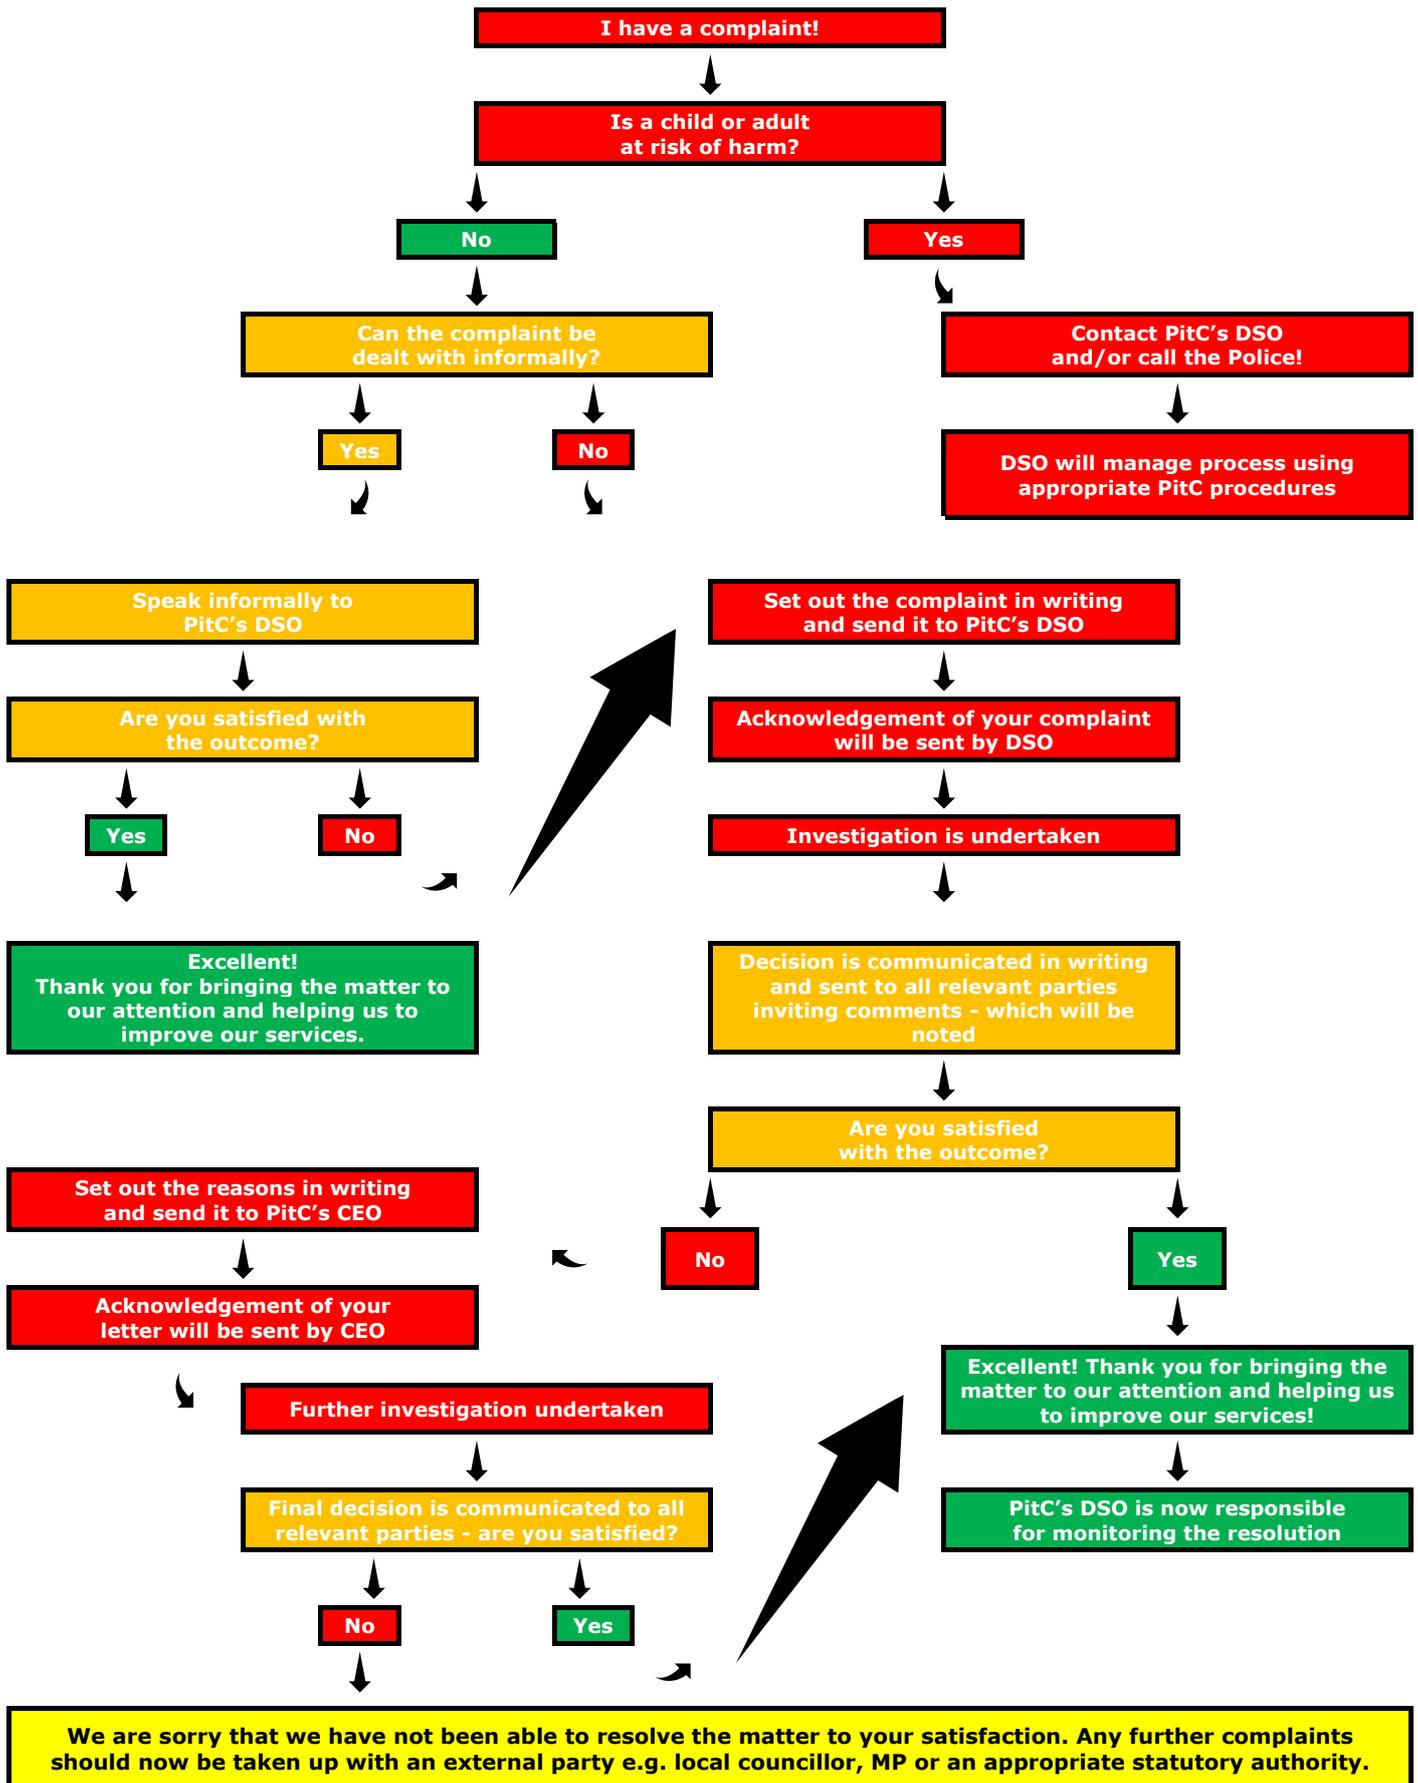 I have a complaint!
Is a child or adult
at risk of harm?
No
Yes
Can the complaint be
dealt with informally?
Contact PitC’s DSO
and/or call the Police!
Yes
No
DSO will manage process using
appropriate PitC procedures
Speak informally to
PitC’s DSO
Set out the complaint in writing
and send it to PitC’s DSO
Are you satisfied with
the outcome?
Acknowledgement of your complaint
will be sent by DSO
Yes
No
Investigation is undertaken
Excellent!
Thank you for bringing the matter to
our attention and helping us to
improve our services.
Decision is communicated in writing
and sent to all relevant parties
inviting comments - which will be
noted
Are you satisfied
with the outcome?
Set out the reasons in writing
and send it to PitC’s CEO
No
Yes
Acknowledgement of your
letter will be sent by CEO
Excellent! Thank you for bringing the
matter to our attention and helping us
to improve our services!
Further investigation undertaken
Final decision is communicated to all
relevant parties - are you satisfied?
PitC’s DSO is now responsible
for monitoring the resolution
No
Yes
We are sorry that we have not been able to resolve the matter to your satisfaction. Any further complaints
should now be taken up with an external party e.g. local councillor, MP or an appropriate statutory authority.